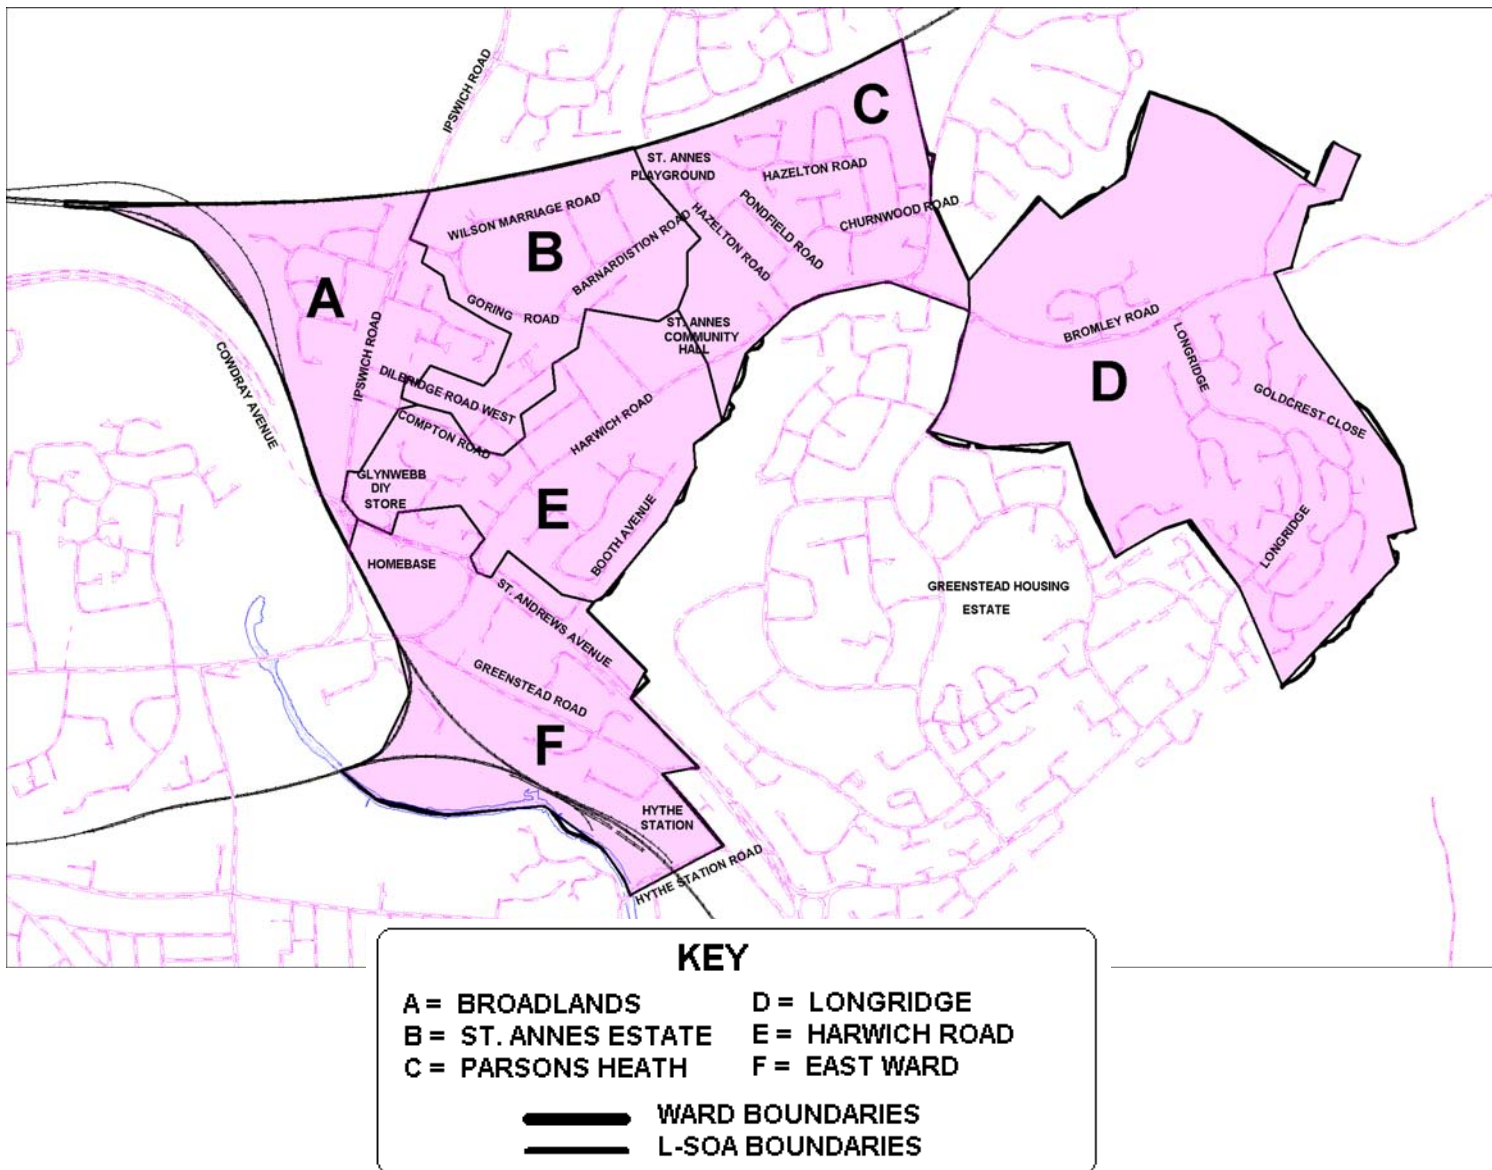 IPSWICH ROAD
C
ST. ANNES
PLAYGROUND
HAZELTON ROAD
WILSON MARRIAGE ROAD
PONDFIELD ROAD
CHURNWOOD ROAD
BARNARDISTION ROAD
HAZELTON ROAD
B
A
GORING ROAD
ST. ANNES
COMMUNITY
HALL
BROMLEY ROAD
LONGRIDGE
COWDRAY AVENUE
IPSWICH ROAD
DILBRIDGE ROAD WEST
D
GOLDCREST CLOSE
COMPTON ROAD
HARWICH ROAD
GLYNWEBB
DIY
STORE
E
BOOTH AVENUE
LONGRIDGE
HOMEBASE
GREENSTEAD HOUSING
ESTATE
ST. ANDREWS AVENUE
GREENSTEAD ROAD
F
HYTHE
STATION
HYTHE STATION ROAD
KEY
A = BROADLANDS
B = ST. ANNES ESTATE
C = PARSONS HEATH
D = LONGRIDGE
E = HARWICH ROAD
F = EAST WARD
WARD BOUNDARIES
L-SOA BOUNDARIES